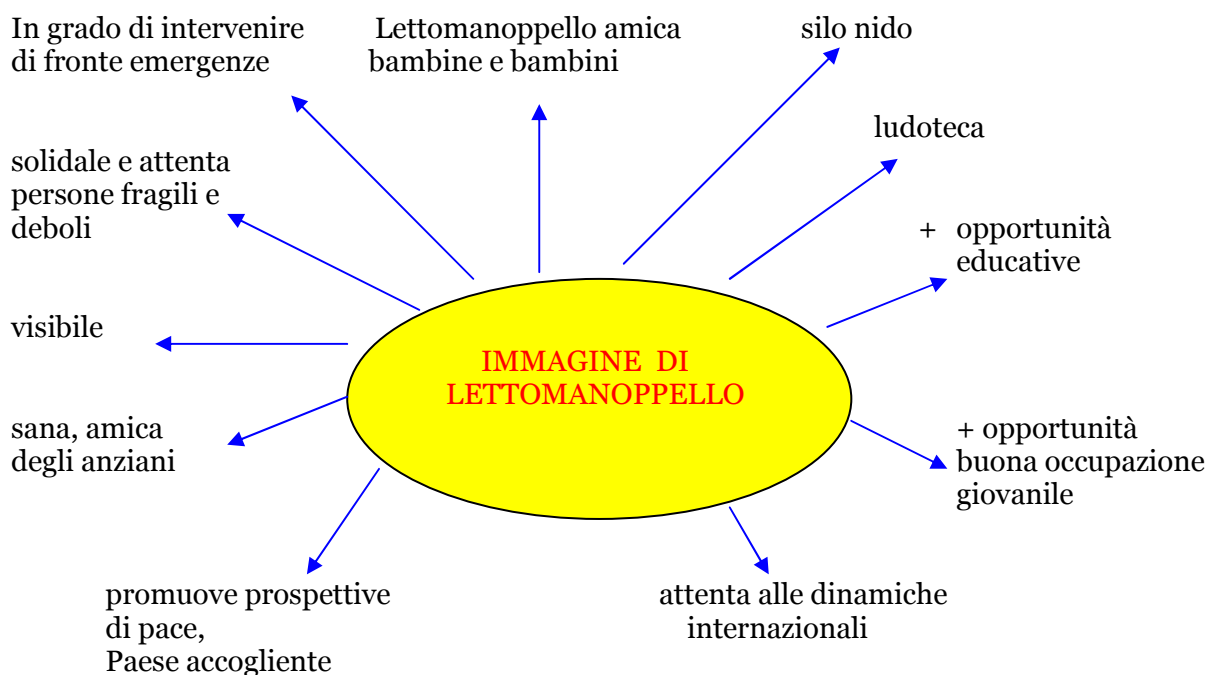 In grado di intervenire
di fronte emergenze
Lettomanoppello amica
bambine e bambini
silo nido
ludoteca
solidale e attenta
persone fragili e
deboli
+ opportunità
educative
visibile
IMMAGINE DI
LETTOMANOPPELLO
sana, amica
degli anziani
+ opportunità
buona occupazione
giovanile
promuove prospettive
di pace,
Paese accogliente
attenta alle dinamiche
internazionali